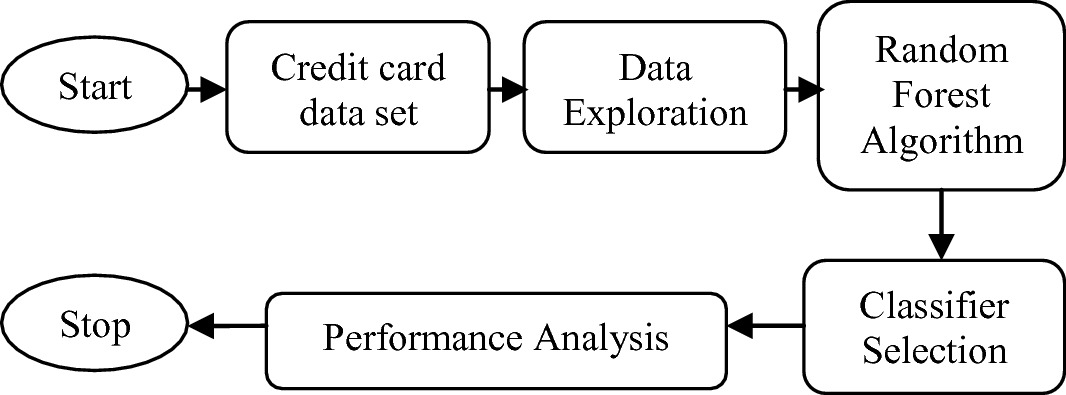 Start
Credit card
data set
Data
Exploration
Random
Forest
Algorithm
Classifier
Selection
Performance Analysis
Stop